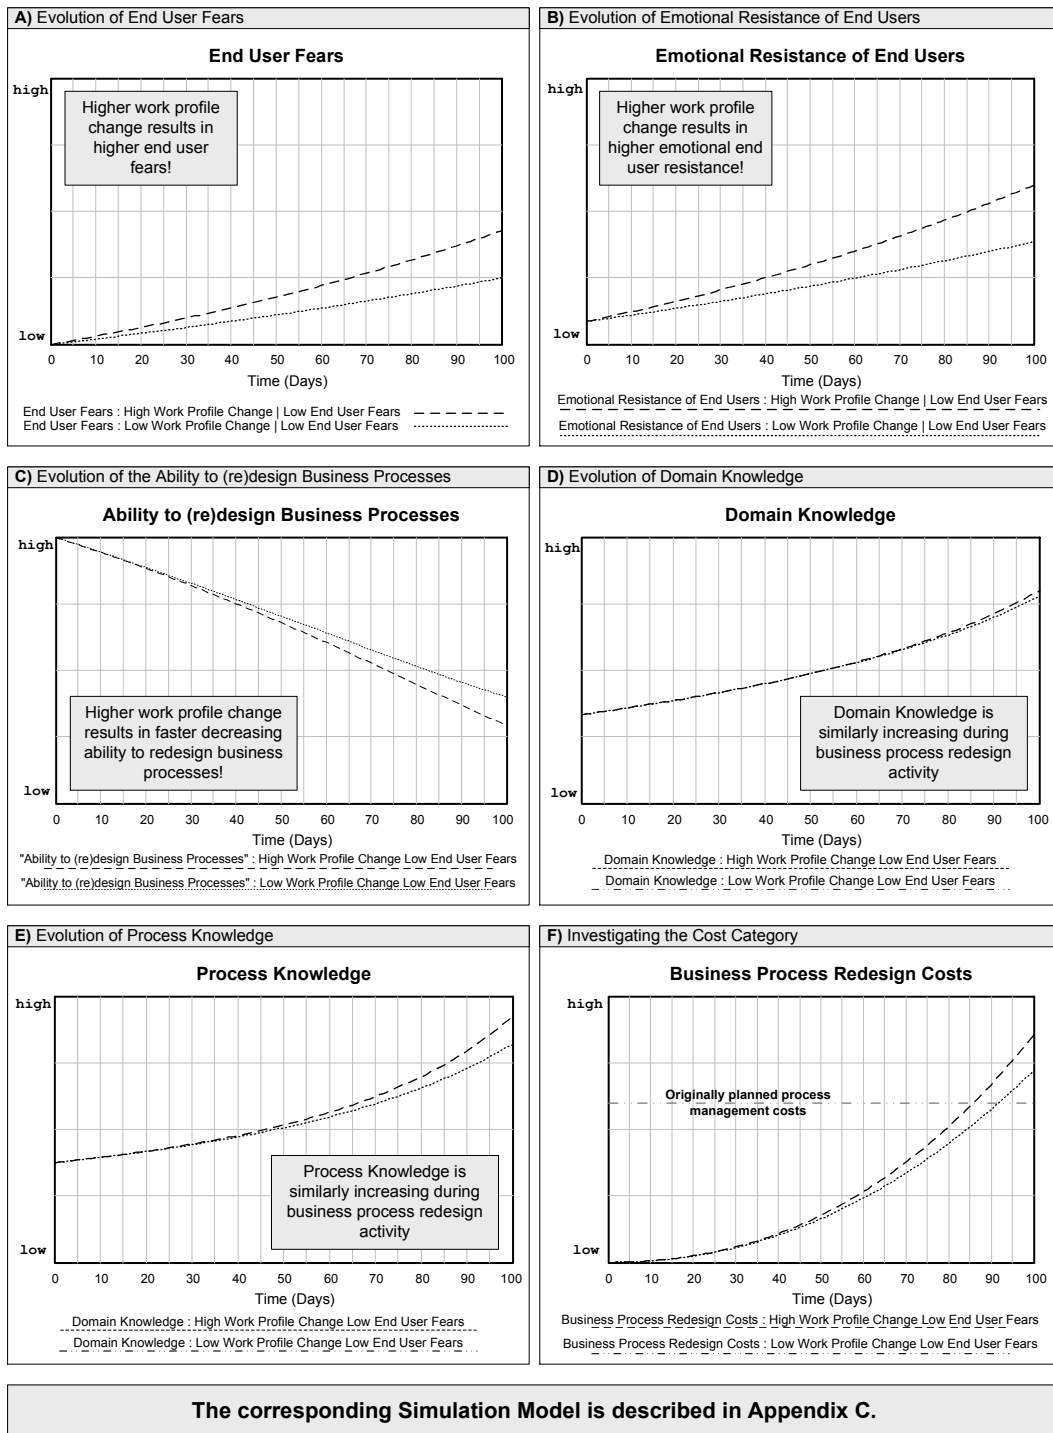 A) Evolution of End User Fears
End User Fears
high
Higher work profile
change results in
higher end user
fears!
low
0 10 20 30 40 50 60 70 80 90 100
Time (Days)
End User Fears : High Work Profile Change | Low End User Fears
End User Fears : Low Work Profile Change | Low End User Fears
B) Evolution of Emotional Resistance of End Users
Emotional Resistance of End Users
high
Higher work profile
change results in
higher emotional end
user resistance!
low
0 10 20 30 40 50 60 70 80 90 100
Time (Days)
Emotional Resistance of End Users : High Work Profile Change | Low End User Fears
Emotional Resistance of End Users : Low Work Profile Change | Low End User Fears
C) Evolution of the Ability to (re)design Business Processes
Ability to (re)design Business Processes
high
Higher work profile change
results in faster decreasing
ability to redesign business
processes!
low
0 10 20 30 40 50 60 70 80 90 100
Time (Days)
"Ability to (re)design Business Processes" : High Work Profile Change Low End User Fears
"Ability to (re)design Business Processes" : Low Work Profile Change Low End User Fears
D) Evolution of Domain Knowledge
Domain Knowledge
high
Domain Knowledge is
similarly increasing during
business process redesign
activity
low
0 10 20 30 40 50 60 70 80 90 100
Time (Days)
Domain Knowledge : High Work Profile Change Low End User Fears
Domain Knowledge : Low Work Profile Change Low End User Fears
E) Evolution of Process Knowledge
Process Knowledge
high
Process Knowledge is
similarly increasing during
business process redesign
activity
low
0 10 20 30 40 50 60 70 80 90 100
Time (Days)
Domain Knowledge : High Work Profile Change Low End User Fears
Domain Knowledge : Low Work Profile Change Low End User Fears
F) Investigating the Cost Category
Business Process Redesign Costs
high
Originally planned process
management costs
low
0 10 20 30 40 50 60 70 80 90 100
Time (Days)
Business Process Redesign Costs : High Work Profile Change Low End User Fears
Business Process Redesign Costs : Low Work Profile Change Low End User Fears
The corresponding Simulation Model is described in Appendix C.